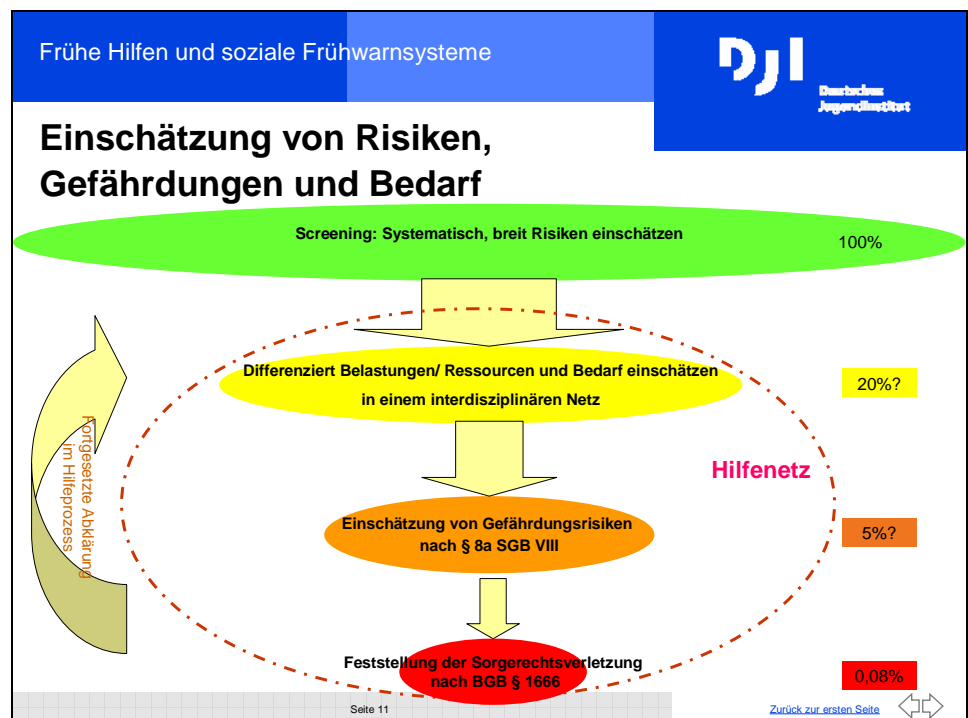 Frühe Hilfen und soziale Frühwarnsysteme
DJI
Deutsches
Jugendinstitut
Einschätzung von Risiken,
Gefährdungen und Bedarf
Screening: Systematisch, breit Risiken einschätzen
100%
Differenziert Belastungen/ Ressourcen und Bedarf einschätzen
in einem interdisziplinären Netz
20%?
Fortgesetzte Abklärung
im Hilfeprozess
Hilfenetz
Einschätzung von Gefährdungsrisiken
nach § 8a SGB VIII
5%?
Feststellung der Sorgerechtsverletzung
nach BGB § 1666
0,08%
Seite 11
Zurück zur ersten Seite